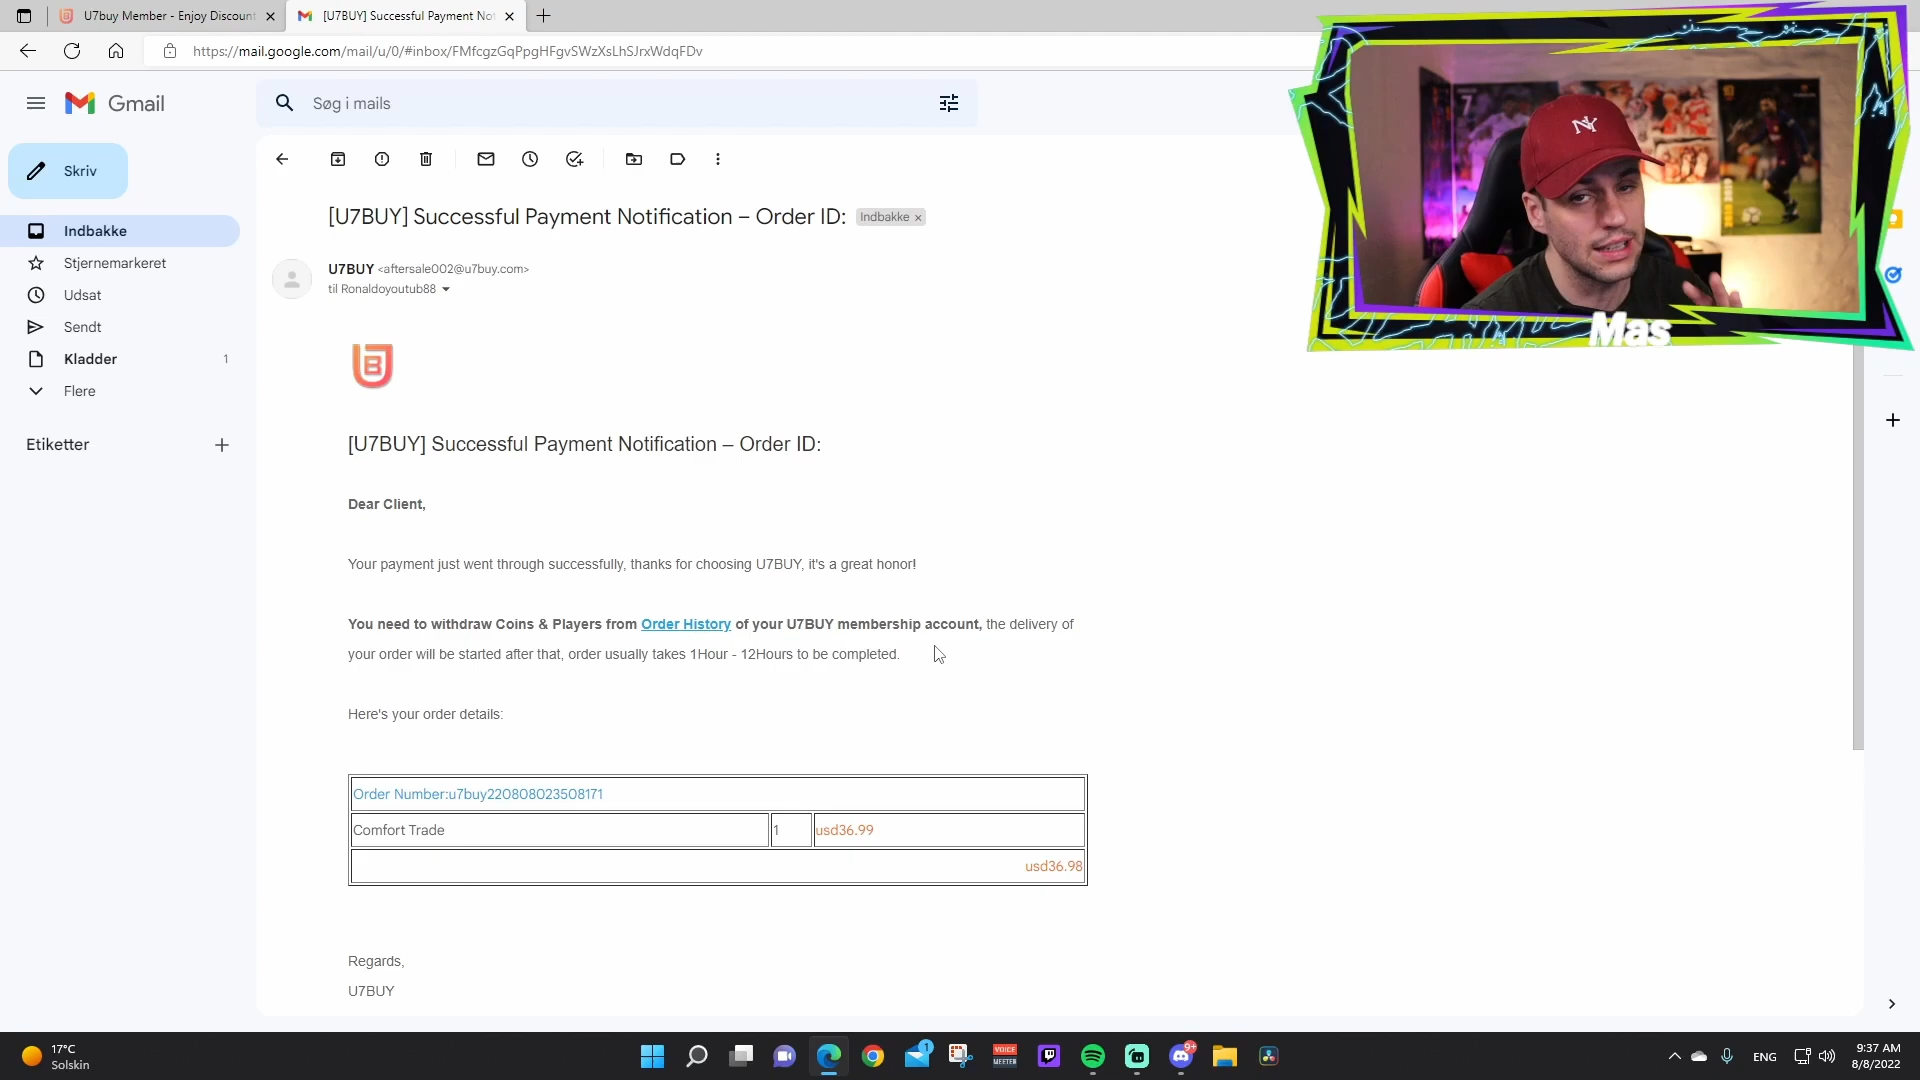 U7buy Member - Enjoy Discount
[U7BUY] Successful Payment Not
https://mail.google.com/mail/u/0/#inbox/FMfcgzGqPpgHFgvSWzXsLhSJrxWdqFDv
Gmail
Søg i mails
Skriv
Indbakke
Stjernemarkeret
Udsat
Sendt
Kladder 1
Flere
Etiketter
[U7BUY] Successful Payment Notification – Order ID: Indbakke ×
U7BUY <aftersale002@u7buy.com>
til Ronaldoyoutub88
[U7BUY] Successful Payment Notification – Order ID:
Dear Client,
Your payment just went through successfully, thanks for choosing U7BUY, it's a great honor!
You need to withdraw Coins & Players from Order History of your U7BUY membership account, the delivery of
your order will be started after that, order usually takes 1Hour - 12Hours to be completed.
Here's your order details:
Order Number:u7buy220808023508171
Comfort Trade 1 usd36.99
usd36.98
Regards,
U7BUY
NY
7
Mas
17°C
Solskin
1
VOICE
MEETER
9+
ENG
9:37 AM
8/8/2022